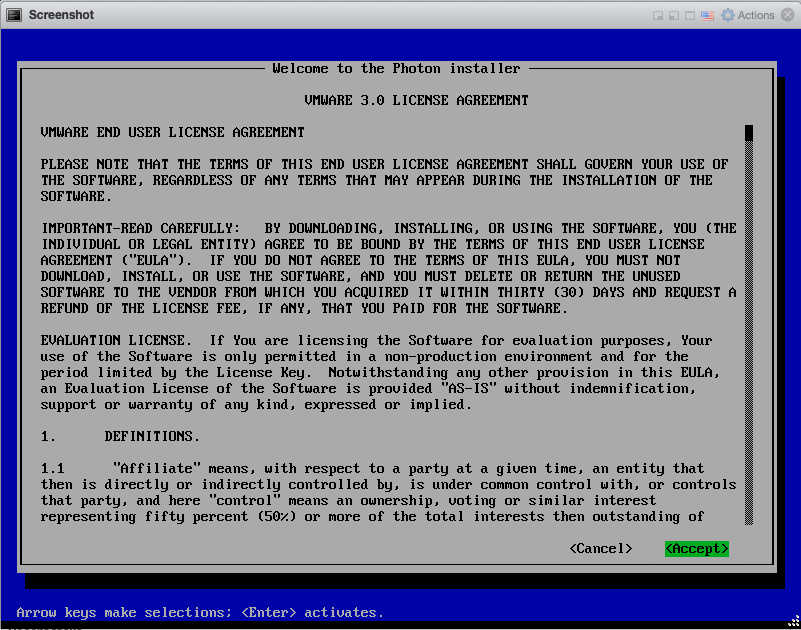 Screenshot
Actions
Welcome to the Photon installer
VMWARE 3.0 LICENSE AGREEMENT
VMWARE END USER LICENSE AGREEMENT
PLEASE NOTE THAT THE TERMS OF THIS END USER LICENSE AGREEMENT SHALL GOVERN YOUR USE OF
THE SOFTWARE, REGARDLESS OF ANY TERMS THAT MAY APPEAR DURING THE INSTALLATION OF THE
SOFTWARE.
IMPORTANT-READ CAREFULLY:   BY DOWNLOADING, INSTALLING, OR USING THE SOFTWARE, YOU (THE
INDIVIDUAL OR LEGAL ENTITY) AGREE TO BE BOUND BY THE TERMS OF THIS END USER LICENSE
AGREEMENT ("EULA").  IF YOU DO NOT AGREE TO THE TERMS OF THIS EULA, YOU MUST NOT
DOWNLOAD, INSTALL, OR USE THE SOFTWARE, AND YOU MUST DELETE OR RETURN THE UNUSED
SOFTWARE TO THE VENDOR FROM WHICH YOU ACQUIRED IT WITHIN THIRTY (30) DAYS AND REQUEST A
REFUND OF THE LICENSE FEE, IF ANY, THAT YOU PAID FOR THE SOFTWARE.
EVALUATION LICENSE.  If You are licensing the Software for evaluation purposes, Your
use of the Software is only permitted in a non-production environment and for the
period limited by the License Key.  Notwithstanding any other provision in this EULA,
an Evaluation License of the Software is provided "AS-IS" without indemnification,
support or warranty of any kind, expressed or implied.
1.      DEFINITIONS.
1.1      "Affiliate" means, with respect to a party at a given time, an entity that
then is directly or indirectly controlled by, is under common control with, or controls
that party, and here "control" means an ownership, voting or similar interest
representing fifty percent (50%) or more of the total interests then outstanding of
<Cancel>    <Accept>
Arrow keys make selections; <Enter> activates.